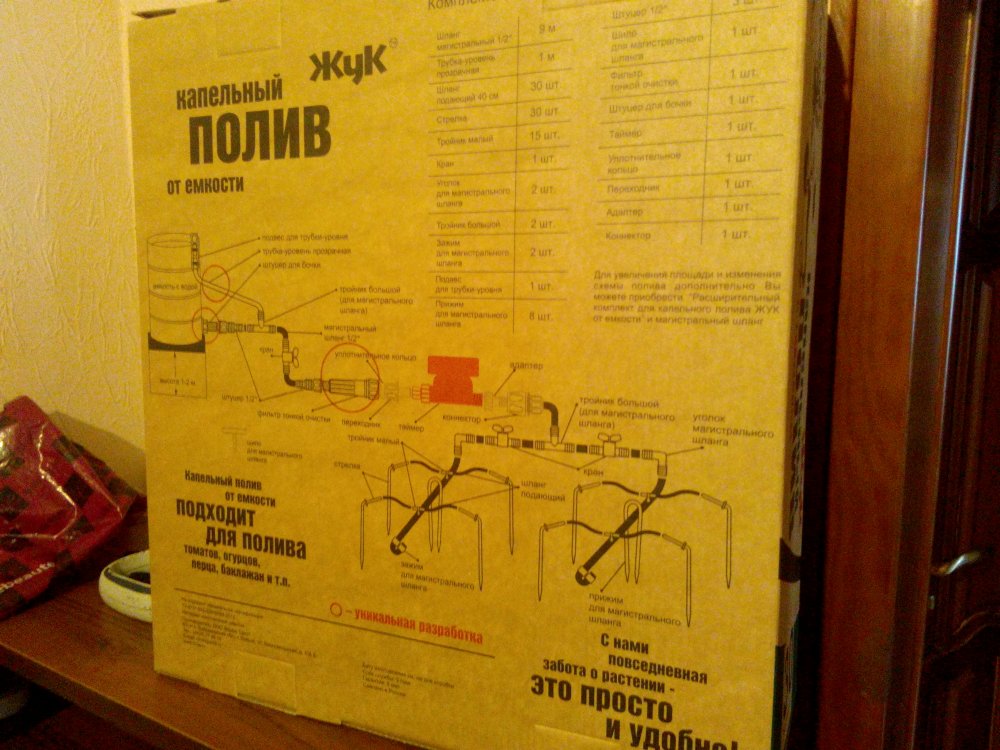 Жук
капельный
ПОЛИВ
от емкости
Шланг
магистральный 1/2"
9 м
Трубка-уровень
прозрачная
1 м
Шланг
подающий 40 см
30 шт.
Стрелка
30 шт.
Тройник малый
15 шт.
Кран
1 шт.
Уголок
для магистрального
шланга
2 шт.
Тройник большой
2 шт.
Зажим
для магистрального
шланга
2 шт.
Подвес
для трубки-уровня
1 шт.
Прижим
для магистрального
шланга
8 шт.
Штуцер 1/2"
Шило
для магистрального
шланга
1 шт
Фильтр
тонкой очистки
1 шт.
Штуцер для бочки
1 шт.
Таймер
1 шт.
Уплотнительное
кольцо
1 шт.
Переходник
1 шт.
Адаптер
1 шт.
Коннектор
1 шт.
Для увеличения площади и изменения
схемы полива дополнительно Вы
можете приобрести "Расширительный
комплект для капельного полива ЖУК
от емкости" и магистральный шланг
подвес для трубки-уровня
трубка-уровень прозрачная
штуцер для бочки
емкость с водой
тройник большой
(для магистрального
шланга)
магистральный
шланг 1/2"
кран
уплотнительное кольцо
высота 1-2 м
штуцер 1/2"
фильтр тонкой очистки
переходник
таймер
коннектор
адаптер
тройник большой
(для магистрального
шланга)
уголок
магистрального
шланга
шило
для магистрального
шланга
тройник малый
стрелка
кран
шланг
подающий
зажим
для магистрального
шланга
прижим
для магистрального
шланга
Капельный полив
от емкости
подходит
для полива
томатов, огурцов,
перца, баклажан и т.п.
– уникальная разработка
С нами
повседневная
забота о растении -
это просто
и удобно!